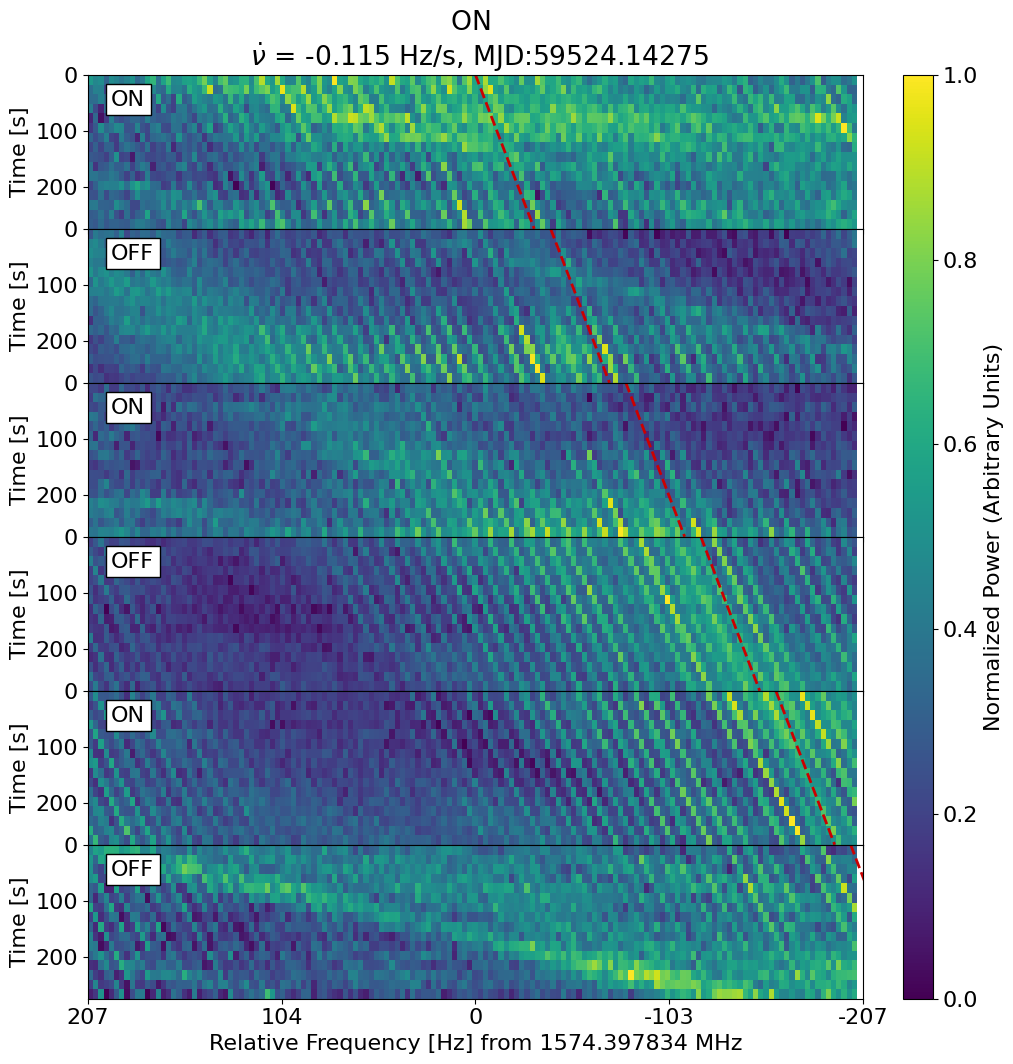 ON
ν̇ = -0.115 Hz/s, MJD:59524.14275
0
ON
100
200
Time [s]
0
OFF
100
200
Time [s]
0
ON
100
200
Time [s]
0
OFF
100
200
Time [s]
0
ON
100
200
Time [s]
0
OFF
100
200
Time [s]
207
104
0
-103
-207
Relative Frequency [Hz] from 1574.397834 MHz
1.0
0.8
0.6
0.4
0.2
0.0
Normalized Power (Arbitrary Units)